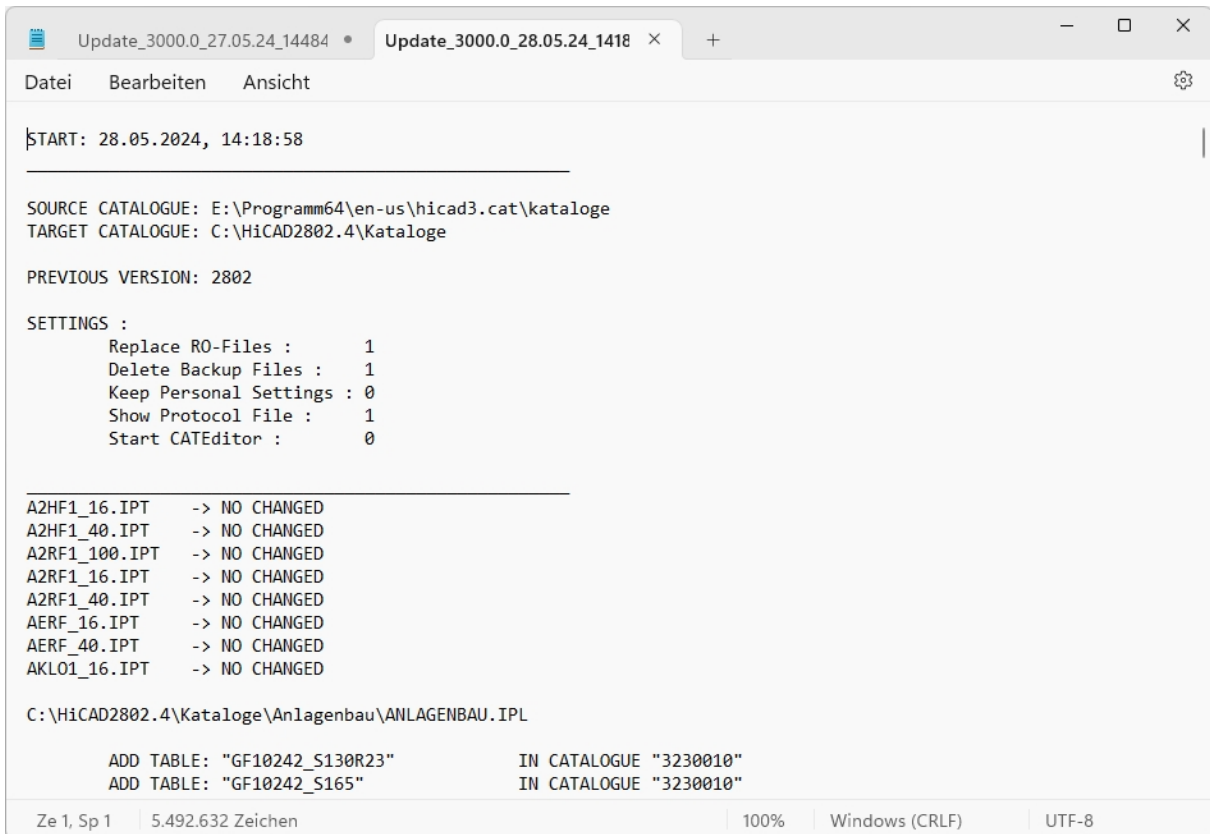 Update_3000.0_27.05.24_14484 Update_3000.0_28.05.24_1418
Datei Bearbeiten Ansicht
START: 28.05.2024, 14:18:58
SOURCE CATALOGUE: E:\Programm64\en-us\hicad3.cat\kataloge
TARGET CATALOGUE: C:\HiCAD2802.4\Kataloge
PREVIOUS VERSION: 2802
SETTINGS :
Replace RO-Files : 1
Delete Backup Files : 1
Keep Personal Settings : 0
Show Protocol File : 1
Start CATEditor : 0
A2HF1_16.IPT -> NO CHANGED
A2HF1_40.IPT -> NO CHANGED
A2RF1_100.IPT -> NO CHANGED
A2RF1_16.IPT -> NO CHANGED
A2RF1_40.IPT -> NO CHANGED
AERF_16.IPT -> NO CHANGED
AERF_40.IPT -> NO CHANGED
AKLO1_16.IPT -> NO CHANGED
C:\HiCAD2802.4\Kataloge\Anlagenbau\ANLAGENBAU.IPL
ADD TABLE: "GF10242_S130R23" IN CATALOGUE "3230010"
ADD TABLE: "GF10242_S165" IN CATALOGUE "3230010"
Ze 1, Sp 1 5.492.632 Zeichen 100% Windows (CRLF) UTF-8